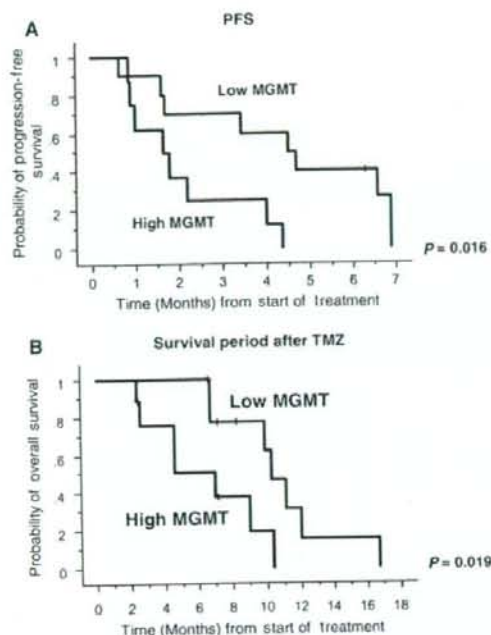 A
PFS
Probability of progression-free
survival
1
.8
.6
.4
.2
0
Low MGMT
High MGMT
P = 0.016
0 1 2 3 4 5 6 7
Time (Months) from start of treatment
B
Survival period after TMZ
Probability of overall survival
1
.8
.6
.4
.2
0
Low MGMT
High MGMT
P = 0.019
0 2 4 6 8 10 12 14 16 18
Time (Months) from start of treatment